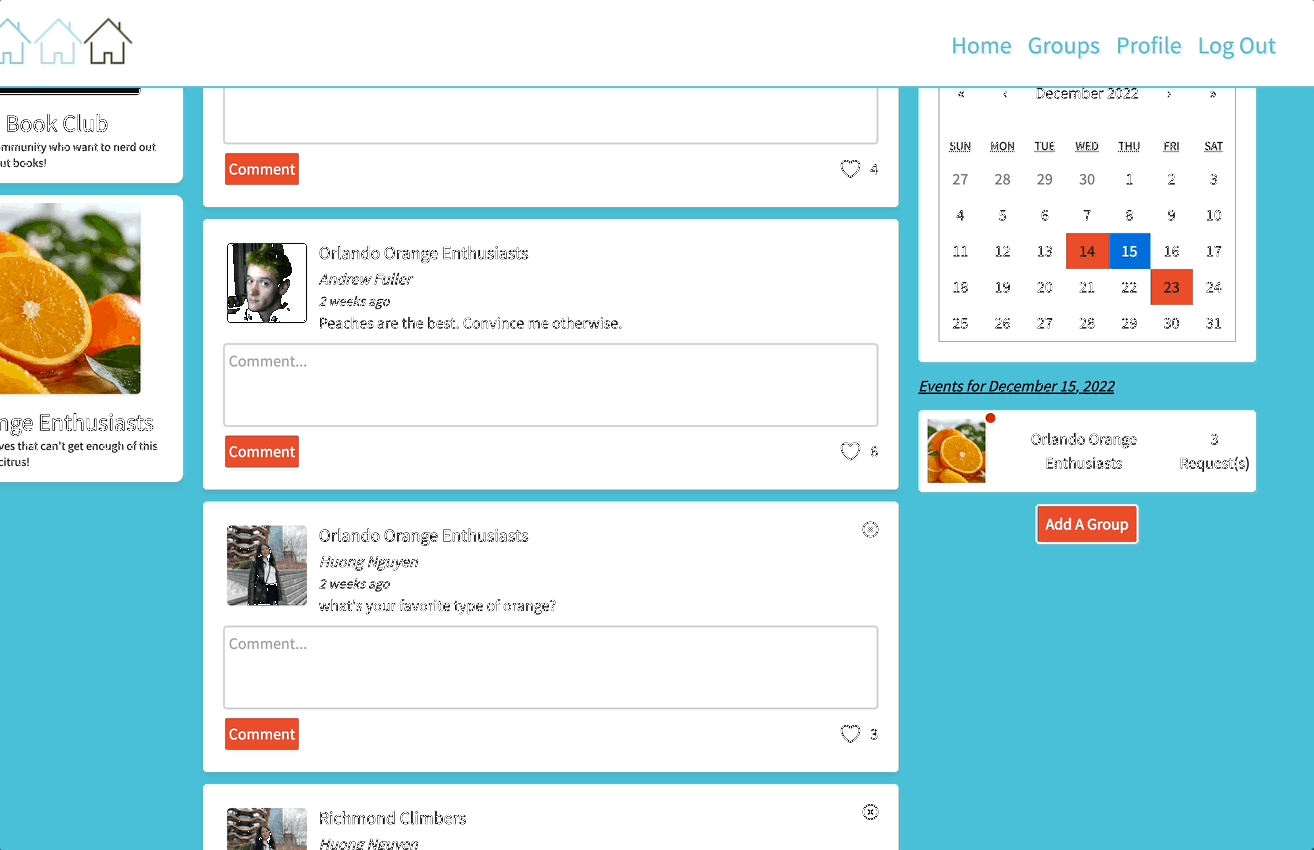 Home Groups Profile Log Out
Book Club
mmunity who want to nerd out
ut books!
nge Enthusiasts
ves that can't get enough of this
citrus!
Comment
4
Orlando Orange Enthusiasts
Andrew Fuller
2 weeks ago
Peaches are the best. Convince me otherwise.
Comment...
Comment
6
Orlando Orange Enthusiasts
Huong Nguyen
2 weeks ago
what's your favorite type of orange?
Comment...
Comment
3
Richmond Climbers
Huong Nguyen
« ‹ December 2022 › »
SUN MON TUE WED THU FRI SAT
27 28 29 30 1 2 3
4 5 6 7 8 9 10
11 12 13 14 15 16 17
18 19 20 21 22 23 24
25 26 27 28 29 30 31
Events for December 15, 2022
Orlando Orange
Enthusiasts
3
Request(s)
Add A Group